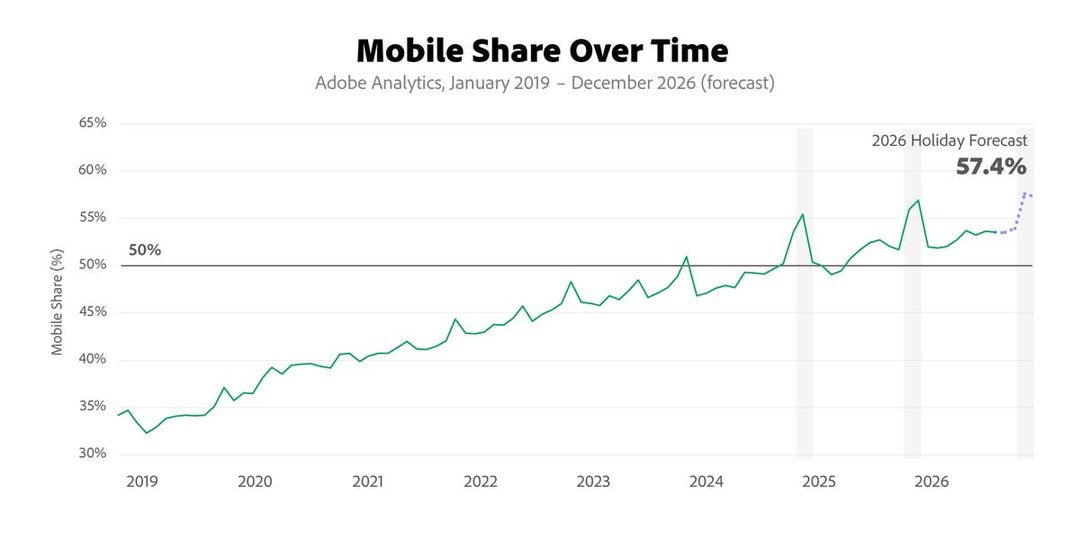 Mobile Share Over Time
Adobe Analytics, January 2019 – December 2026 (forecast)
65%
2026 Holiday Forecast
57.4%
60%
55%
50%
50%
45%
40%
35%
30%
Mobile Share (%)
2019 2020 2021 2022 2023 2024 2025 2026